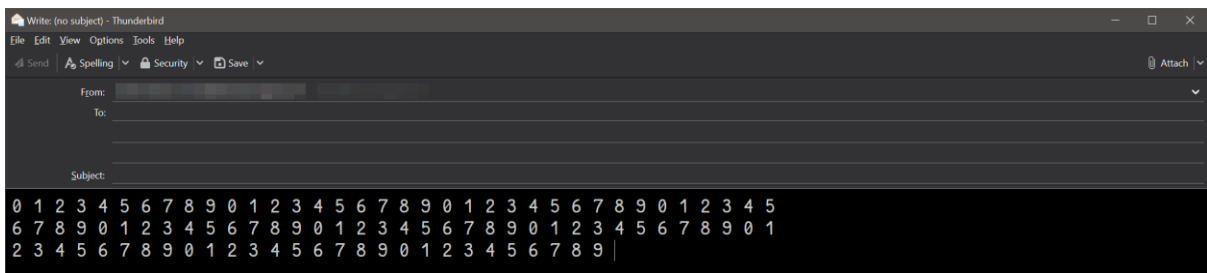 Write: (no subject) - Thunderbird
File Edit View Options Tools Help
Send Spelling Security Save Attach
From:
To:
Subject:
0 1 2 3 4 5 6 7 8 9 0 1 2 3 4 5 6 7 8 9 0 1 2 3 4 5 6 7 8 9 0 1 2 3 4 5
6 7 8 9 0 1 2 3 4 5 6 7 8 9 0 1 2 3 4 5 6 7 8 9 0 1 2 3 4 5 6 7 8 9 0 1
2 3 4 5 6 7 8 9 0 1 2 3 4 5 6 7 8 9 0 1 2 3 4 5 6 7 8 9